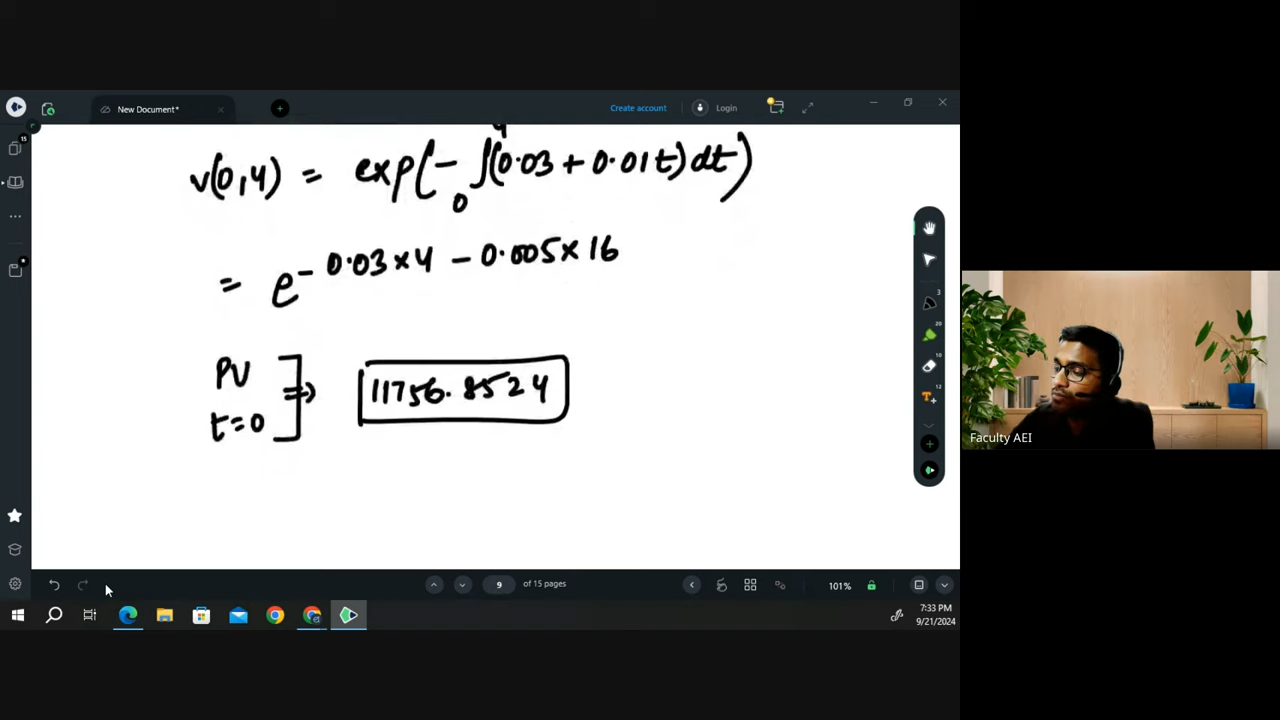 New Document*
Create account
Login
v(0,4) = exp(- ∫₀⁴ (0.03 + 0.01t) dt)
= e^- 0.03×4 - 0.005×16
PV
t=0 ] ⇒ 11756.8524
Faculty AEI
9 of 15 pages
101%
7:33 PM
9/21/2024